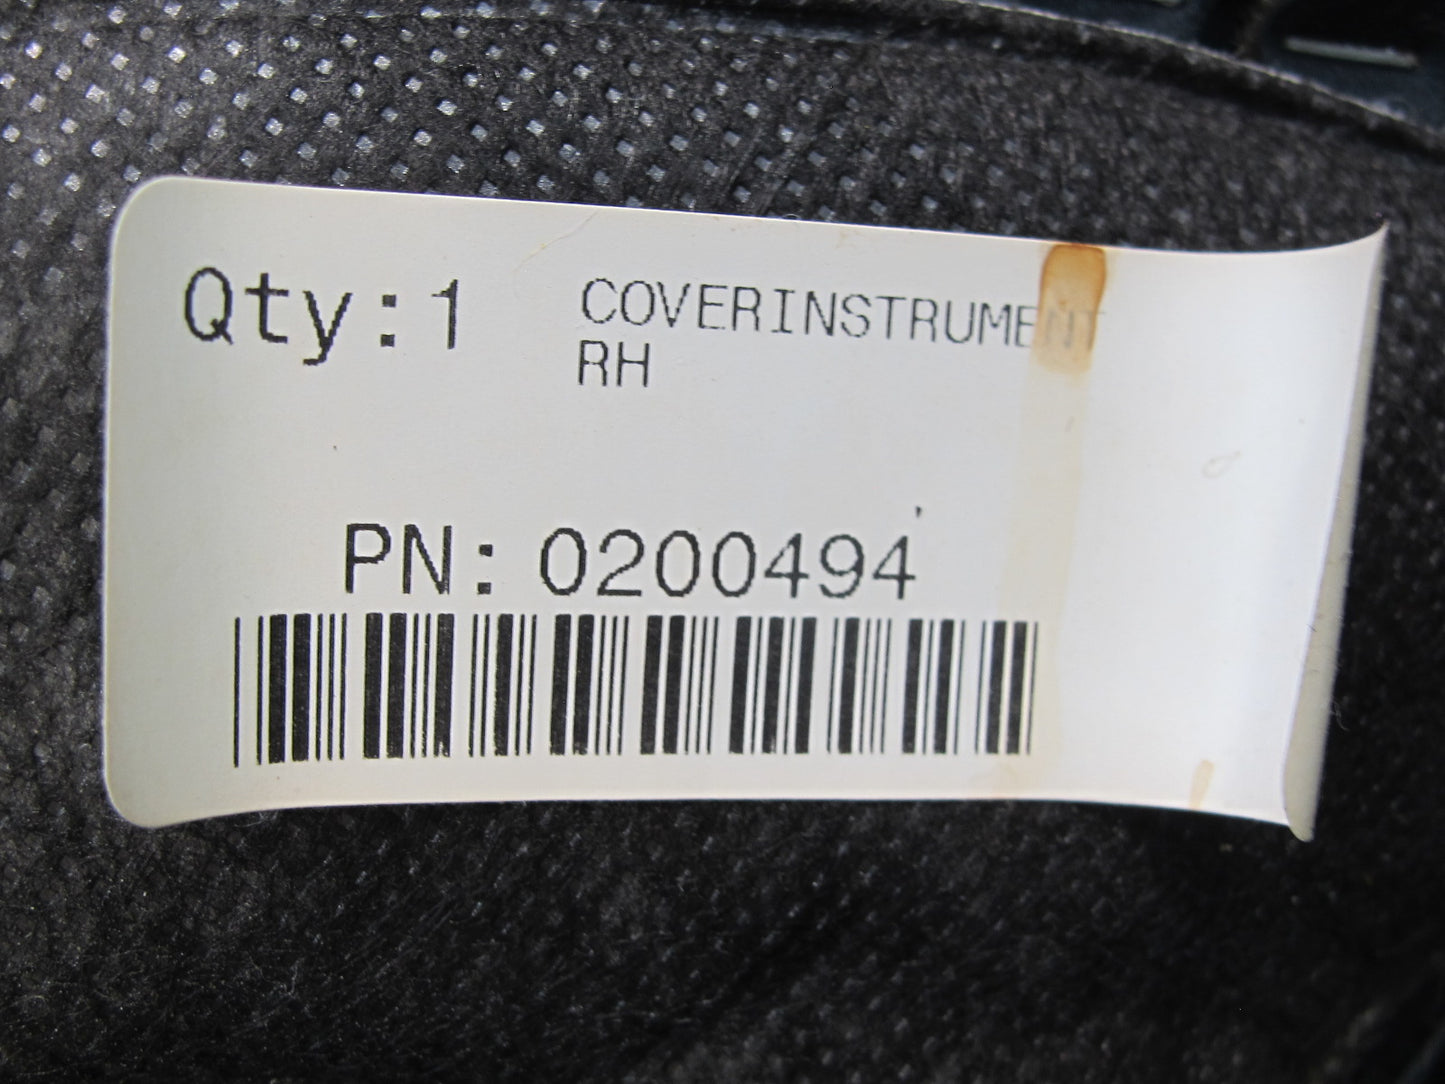 Qty:1
COVERINSTRUMENT
RH
PN: 0200494